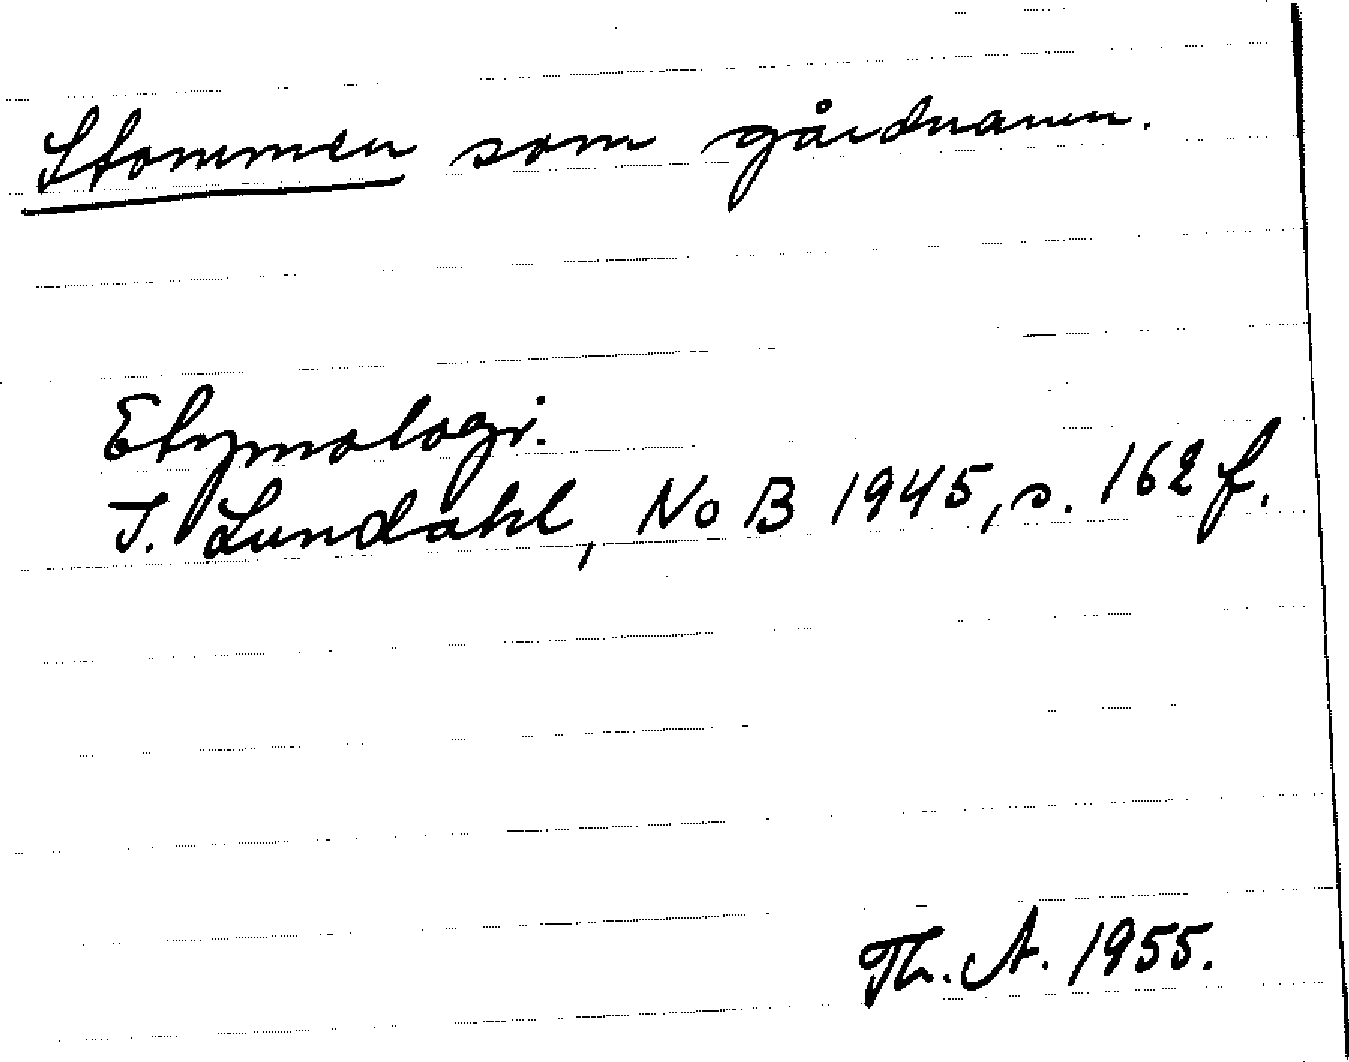 Stommen som gårdnamn.
Etymologi.
I. Lundahl, NoB 1945, s. 162 f.
Th. A. 1955.